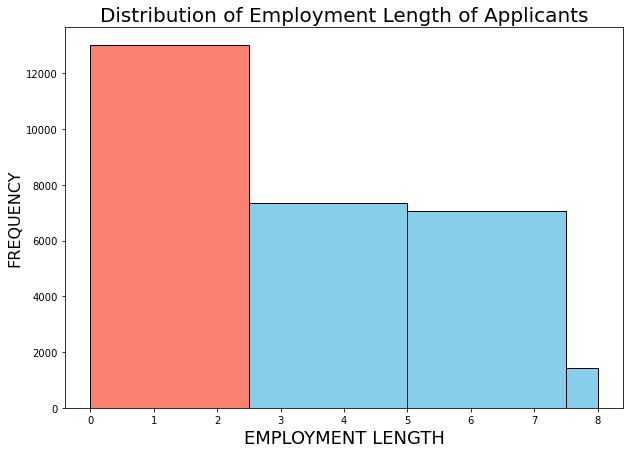 Distribution of Employment Length of Applicants
12000
10000
8000
6000
4000
2000
0
FREQUENCY
0 1 2 3 4 5 6 7 8
EMPLOYMENT LENGTH